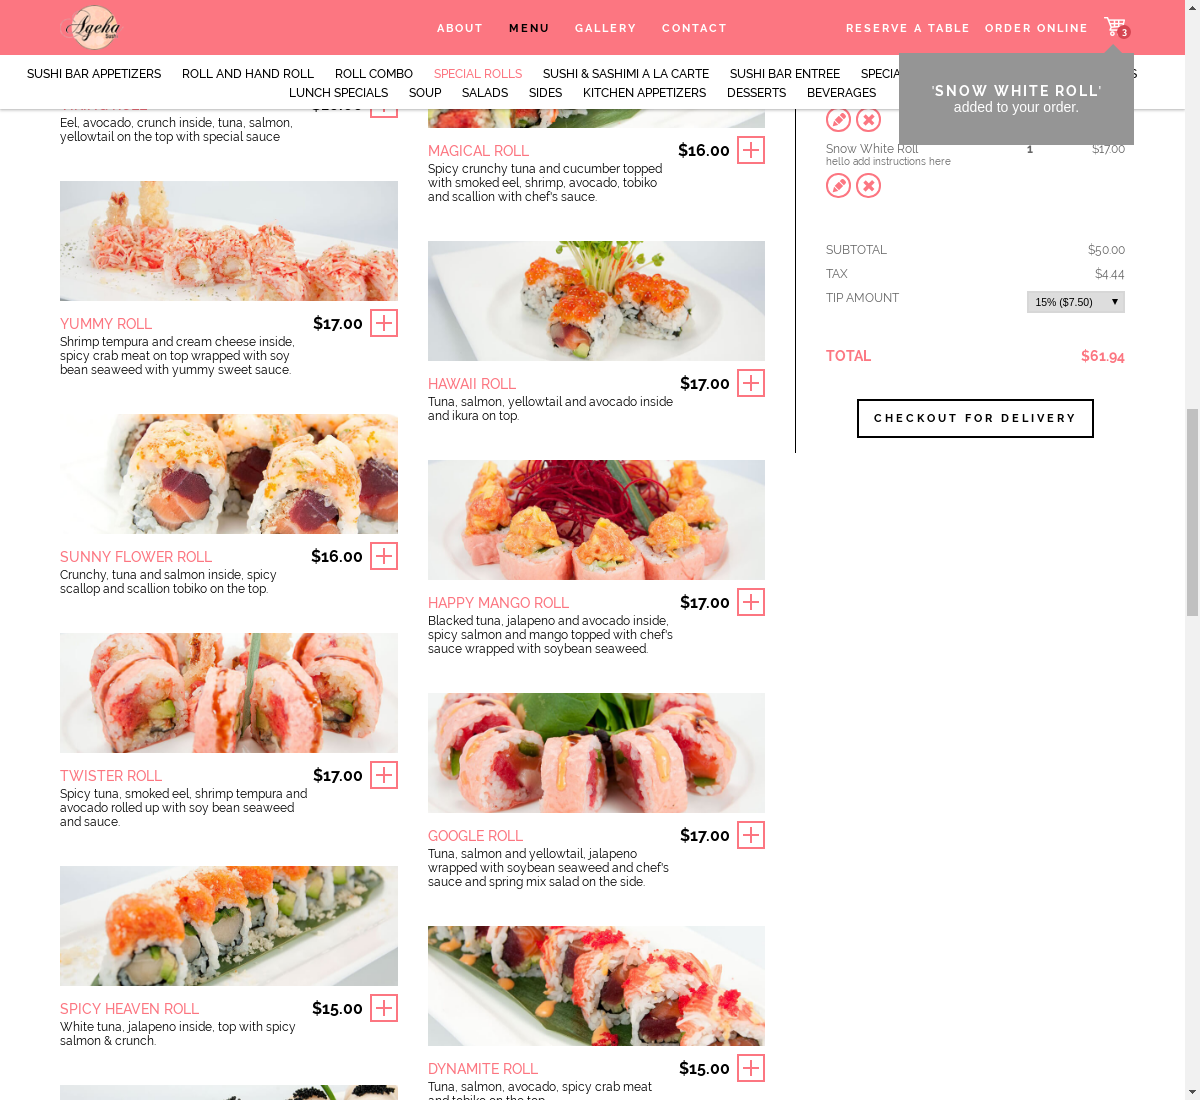 Ageha
Sushi
ABOUT
MENU
GALLERY
CONTACT
RESERVE A TABLE
ORDER ONLINE
3
SUSHI BAR APPETIZERS
ROLL AND HAND ROLL
ROLL COMBO
SPECIAL ROLLS
SUSHI & SASHIMI A LA CARTE
SUSHI BAR ENTREE
LUNCH SPECIALS
SOUP
SALADS
SIDES
KITCHEN APPETIZERS
DESSERTS
BEVERAGES
'SNOW WHITE ROLL'
added to your order.
Eel, avocado, crunch inside, tuna, salmon,
yellowtail on the top with special sauce
YUMMY ROLL
$17.00
Shrimp tempura and cream cheese inside,
spicy crab meat on top wrapped with soy
bean seaweed with yummy sweet sauce.
SUNNY FLOWER ROLL
$16.00
Crunchy, tuna and salmon inside, spicy
scallop and scallion tobiko on the top.
TWISTER ROLL
$17.00
Spicy tuna, smoked eel, shrimp tempura and
avocado rolled up with soy bean seaweed
and sauce.
SPICY HEAVEN ROLL
$15.00
White tuna, jalapeno inside, top with spicy
salmon & crunch.
MAGICAL ROLL
$16.00
Spicy crunchy tuna and cucumber topped
with smoked eel, shrimp, avocado, tobiko
and scallion with chef's sauce.
HAWAII ROLL
$17.00
Tuna, salmon, yellowtail and avocado inside
and ikura on top.
HAPPY MANGO ROLL
$17.00
Blacked tuna, jalapeno and avocado inside,
spicy salmon and mango topped with chef's
sauce wrapped with soybean seaweed.
GOOGLE ROLL
$17.00
Tuna, salmon and yellowtail, jalapeno
wrapped with soybean seaweed and chef's
sauce and spring mix salad on the side.
DYNAMITE ROLL
$15.00
Tuna, salmon, avocado, spicy crab meat
and tobiko on the top.
Snow White Roll
1
$17.00
hello add instructions here
SUBTOTAL
$50.00
TAX
$4.44
TIP AMOUNT
15% ($7.50)
TOTAL
$61.94
CHECKOUT FOR DELIVERY